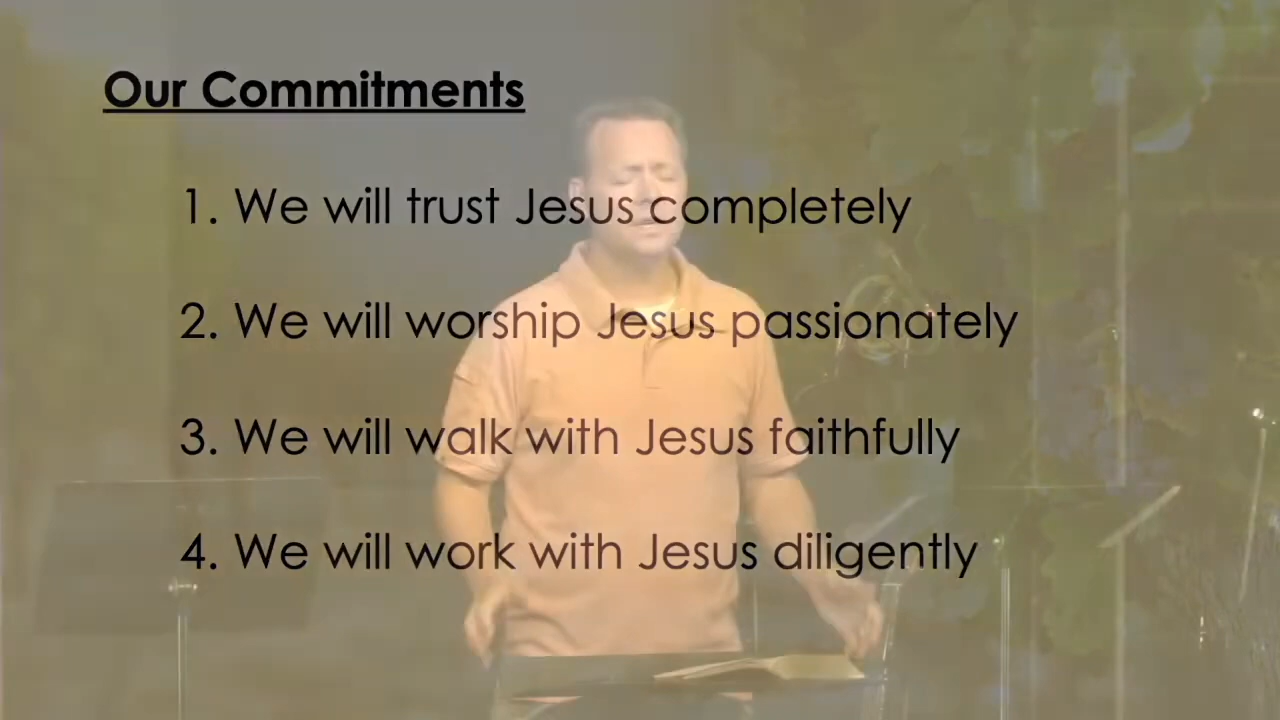 Our Commitments
1. We will trust Jesus completely
2. We will worship Jesus passionately
3. We will walk with Jesus faithfully
4. We will work with Jesus diligently